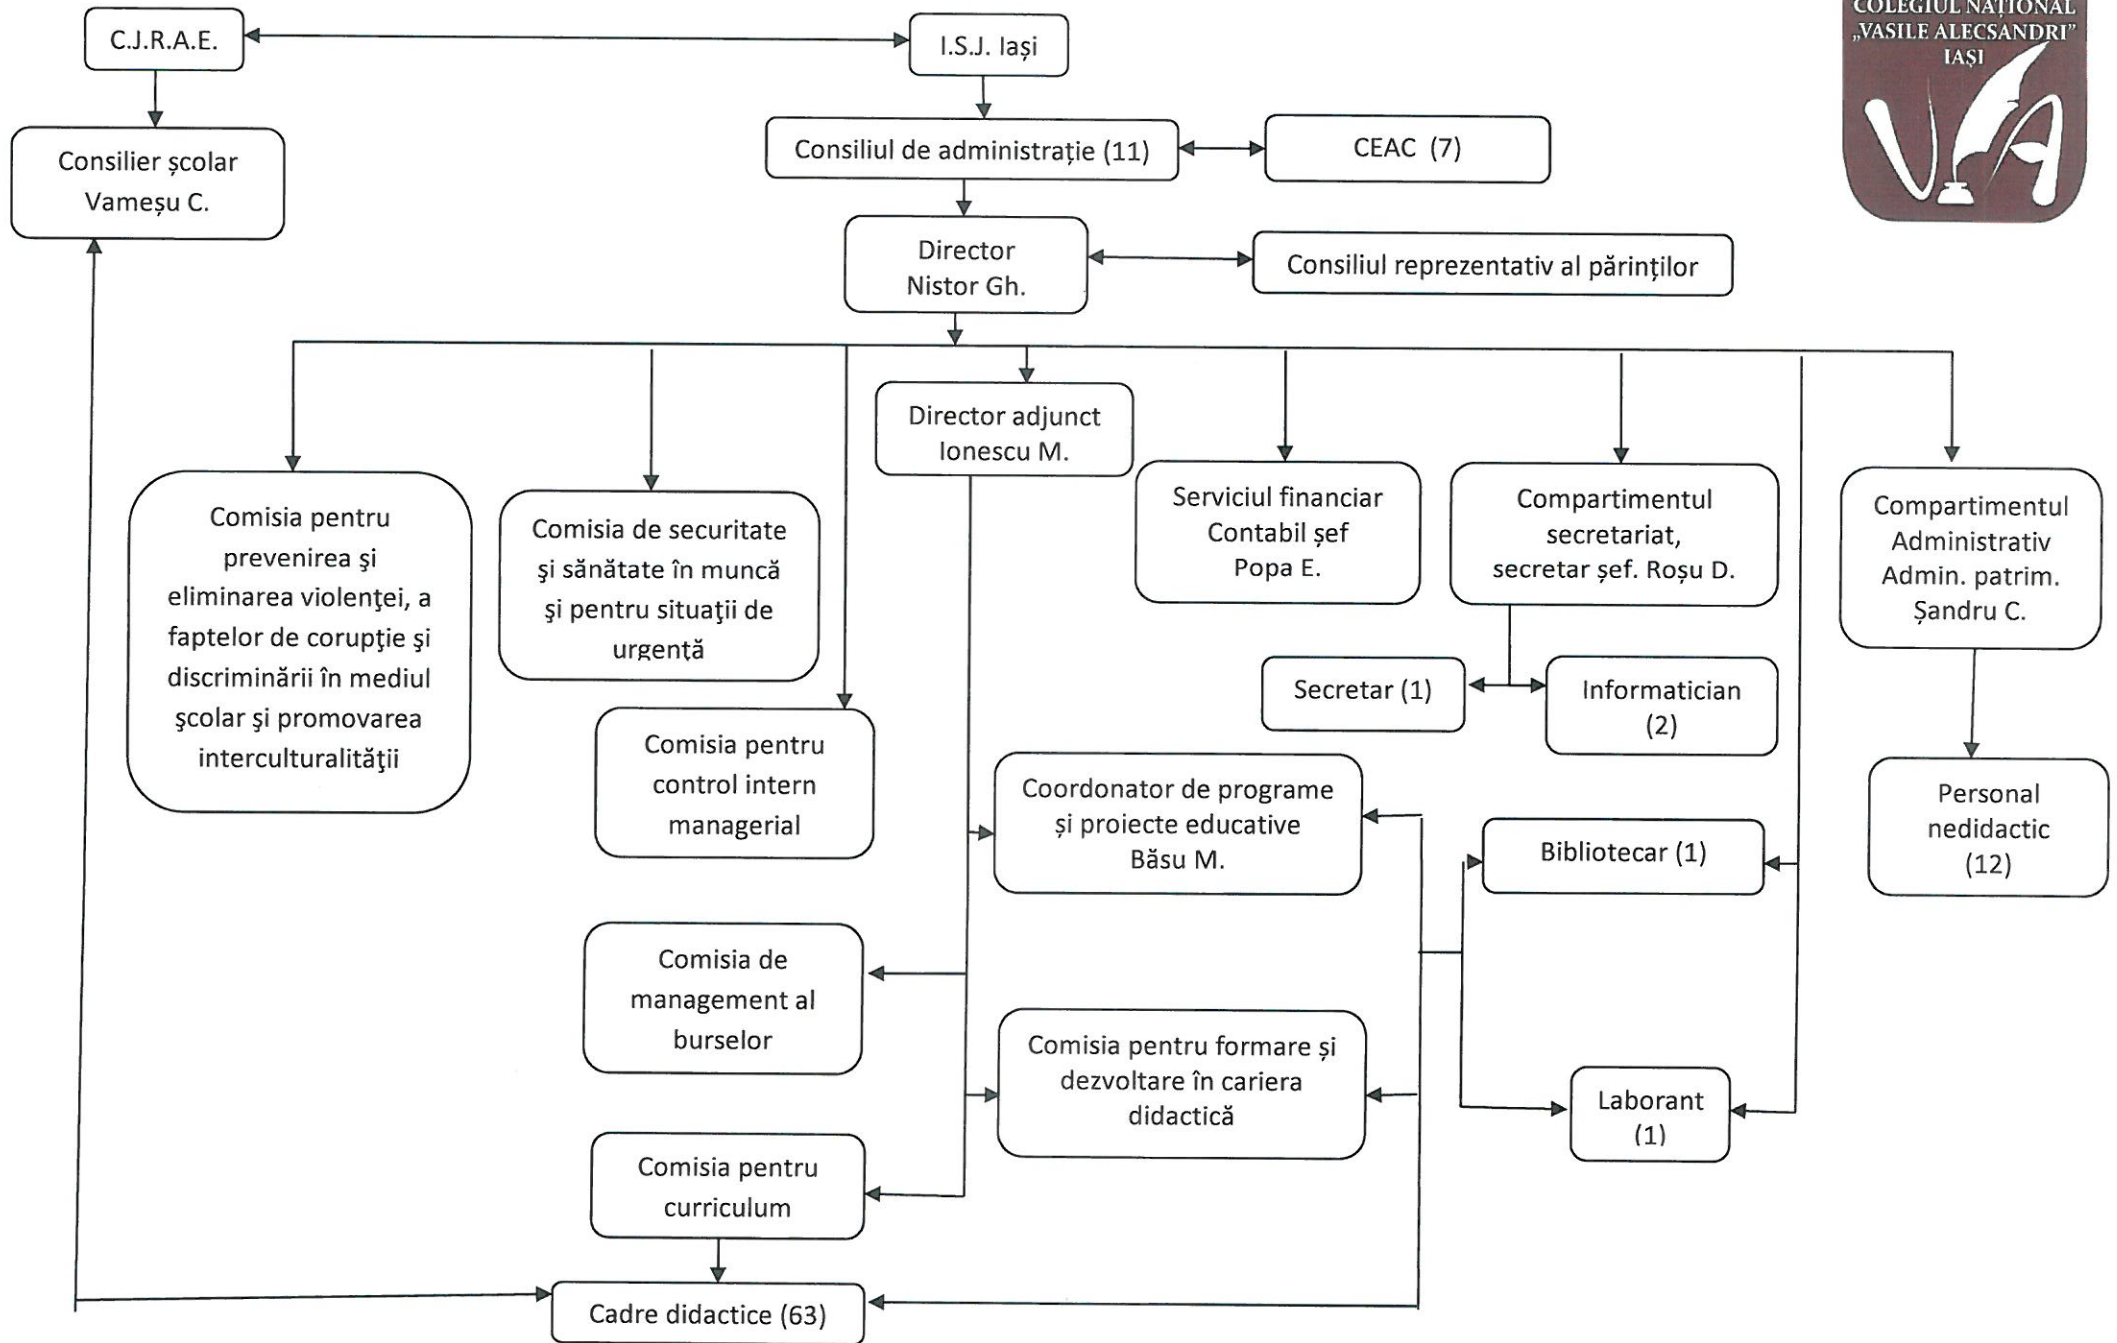 COLEGIUL NAȚIONAL
„VASILE ALECSANDRI”
IAȘI
C.J.R.A.E.
I.S.J. Iași
Consilier școlar
Vameșu C.
Consiliul de administrație (11)
CEAC (7)
Director
Nistor Gh.
Consiliul reprezentativ al părinților
Director adjunct
Ionescu M.
Comisia pentru
prevenirea şi
eliminarea violenţei, a
faptelor de corupţie şi
discriminării în mediul
şcolar şi promovarea
interculturalităţii
Comisia de securitate
şi sănătate în muncă
şi pentru situaţii de
urgență
Serviciul financiar
Contabil șef
Popa E.
Compartimentul
secretariat,
secretar șef. Roșu D.
Compartimentul
Administrativ
Admin. patrim.
Șandru C.
Secretar (1)
Informatician
(2)
Comisia pentru
control intern
managerial
Coordonator de programe
și proiecte educative
Băsu M.
Bibliotecar (1)
Personal
nedidactic
(12)
Comisia de
management al
burselor
Comisia pentru formare și
dezvoltare în cariera
didactică
Laborant
(1)
Comisia pentru
curriculum
Cadre didactice (63)